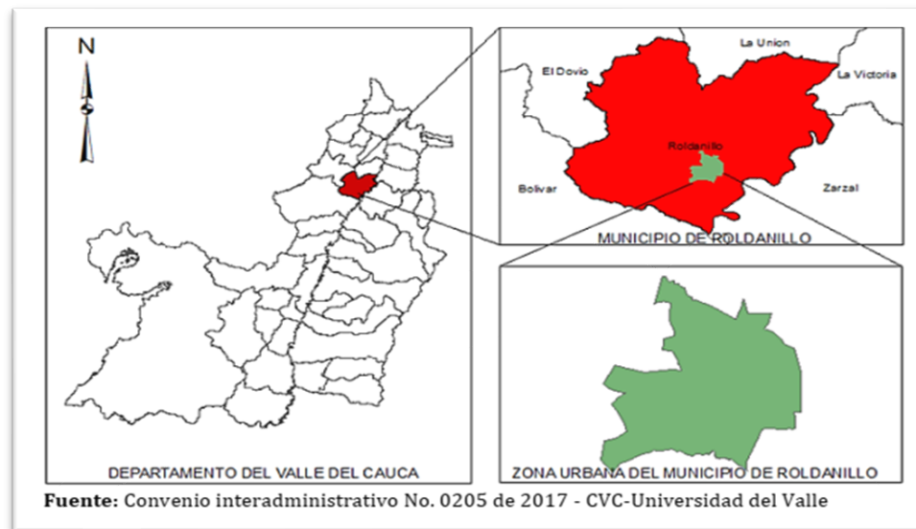 N
DEPARTAMENTO DEL VALLE DEL CAUCA
La Union
El Dovio
La Victoria
Roldanillo
Bolivar
Zarzal
MUNICIPIO DE ROLDANILLO
ZONA URBANA DEL MUNICIPIO DE ROLDANILLO
Fuente: Convenio interadministrativo No. 0205 de 2017 - CVC-Universidad del Valle